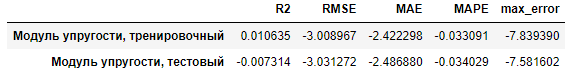 R2 RMSE MAE MAPE max_error
Модуль упругости, тренировочный 0.010635 -3.008967 -2.422298 -0.033091 -7.839390
Модуль упругости, тестовый -0.007314 -3.031272 -2.486880 -0.034029 -7.581602